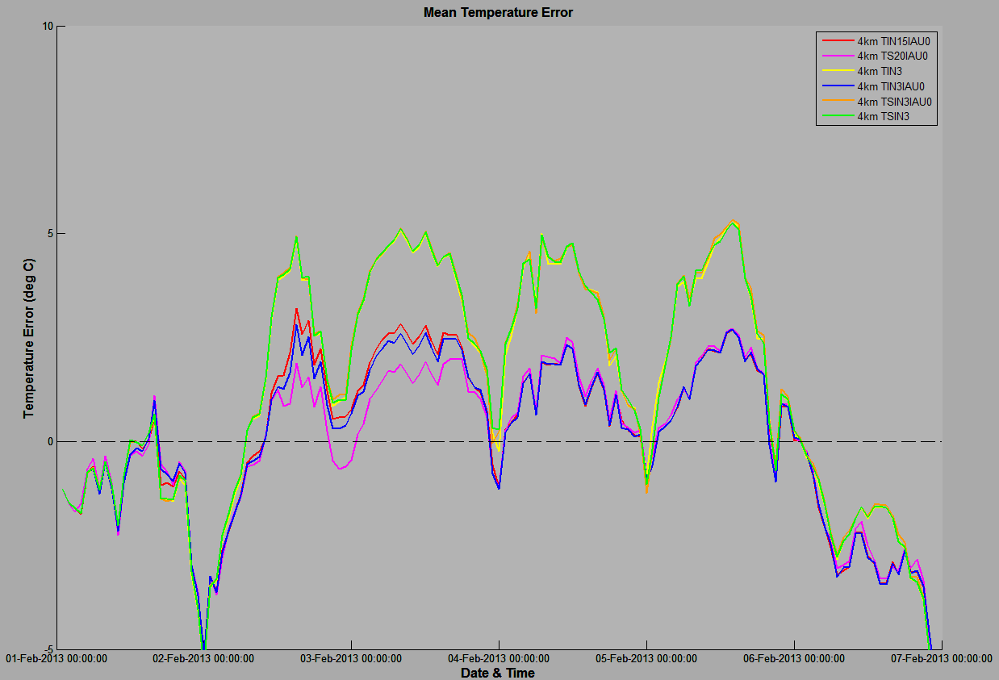 Mean Temperature Error
10
5
0
-5
Temperature Error (deg C)
4km TIN15IAU0
4km TS20IAU0
4km TIN3
4km TIN3IAU0
4km TSIN3IAU0
4km TSIN3
01-Feb-2013 00:00:00
02-Feb-2013 00:00:00
03-Feb-2013 00:00:00
04-Feb-2013 00:00:00
05-Feb-2013 00:00:00
06-Feb-2013 00:00:00
07-Feb-2013 00:00:00
Date & Time